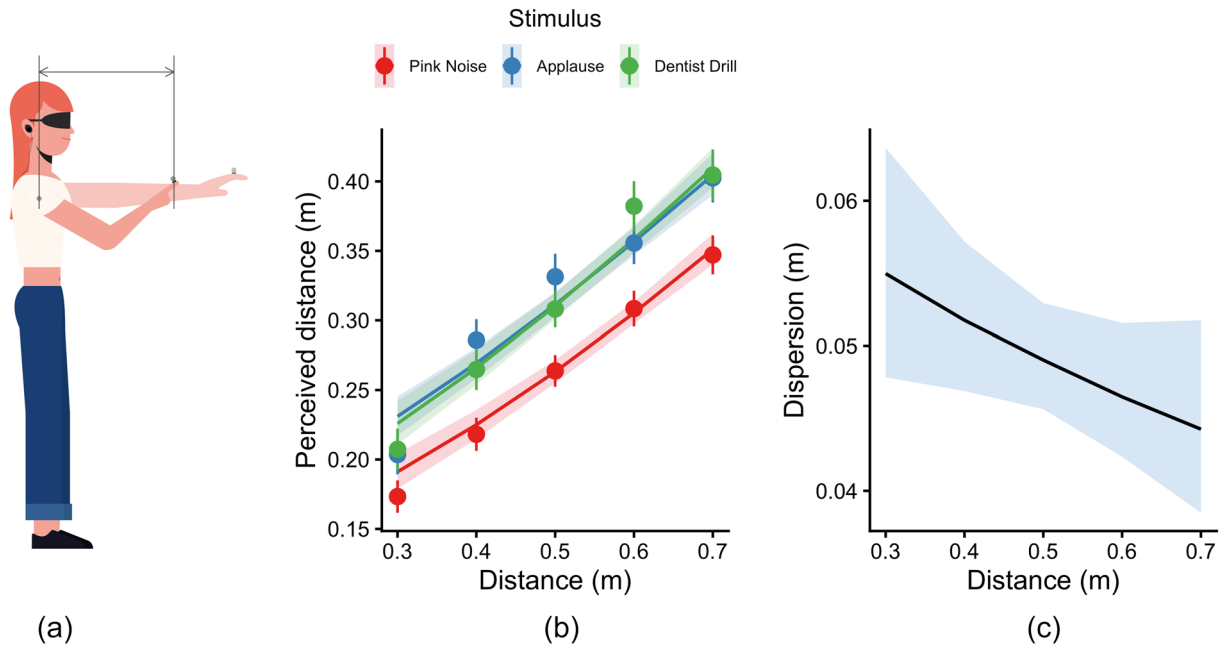 Stimulus
Pink Noise Applause Dentist Drill
Perceived distance (m)
0.40
0.35
0.30
0.25
0.20
0.15
0.3 0.4 0.5 0.6 0.7
Distance (m)
Dispersion (m)
0.06
0.05
0.04
0.3 0.4 0.5 0.6 0.7
Distance (m)
(a) (b) (c)